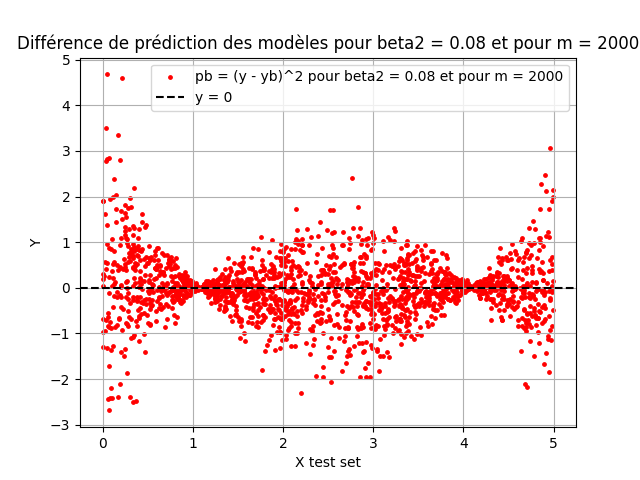 Différence de prédiction des modèles pour beta2 = 0.08 et pour m = 2000
pb = (y - yb)^2 pour beta2 = 0.08 et pour m = 2000
y = 0
5
4
3
2
1
0
−1
−2
−3
Y
0 1 2 3 4 5
X test set